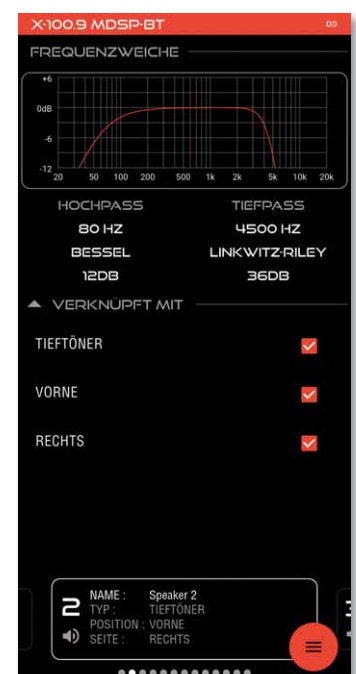 X-100.9 MDSP-BT
FREQUENZWEICHE
+6
0dB
-6
-12
20 50 100 200 500 1k 2k 5k 10k 20k
HOCHPASS TIEFPASS
80 HZ 4500 HZ
BESSEL LINKWITZ-RILEY
12DB 36DB
VERKNÜPFT MIT
TIEFTÖNER
VORNE
RECHTS
2
NAME : Speaker 2
TYP : TIEFTÖNER
POSITION : VORNE
SEITE : RECHTS